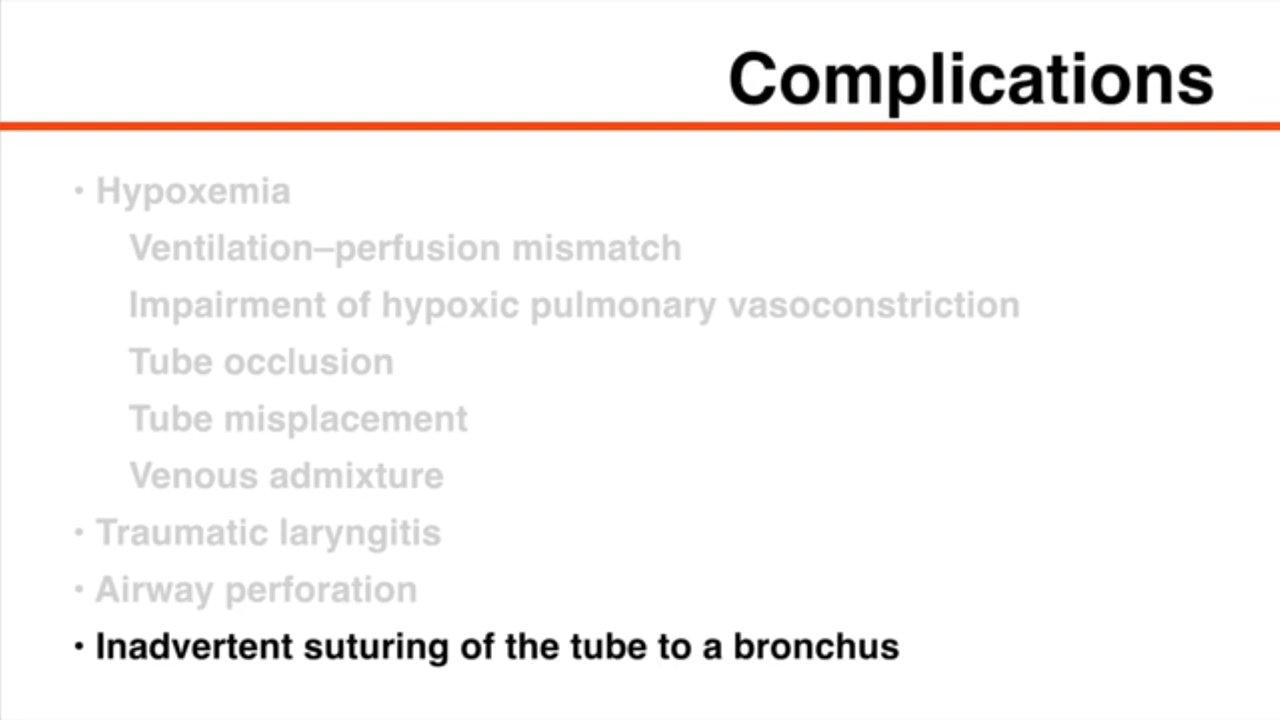 Complications
• Hypoxemia
Ventilation–perfusion mismatch
Impairment of hypoxic pulmonary vasoconstriction
Tube occlusion
Tube misplacement
Venous admixture
• Traumatic laryngitis
• Airway perforation
• Inadvertent suturing of the tube to a bronchus